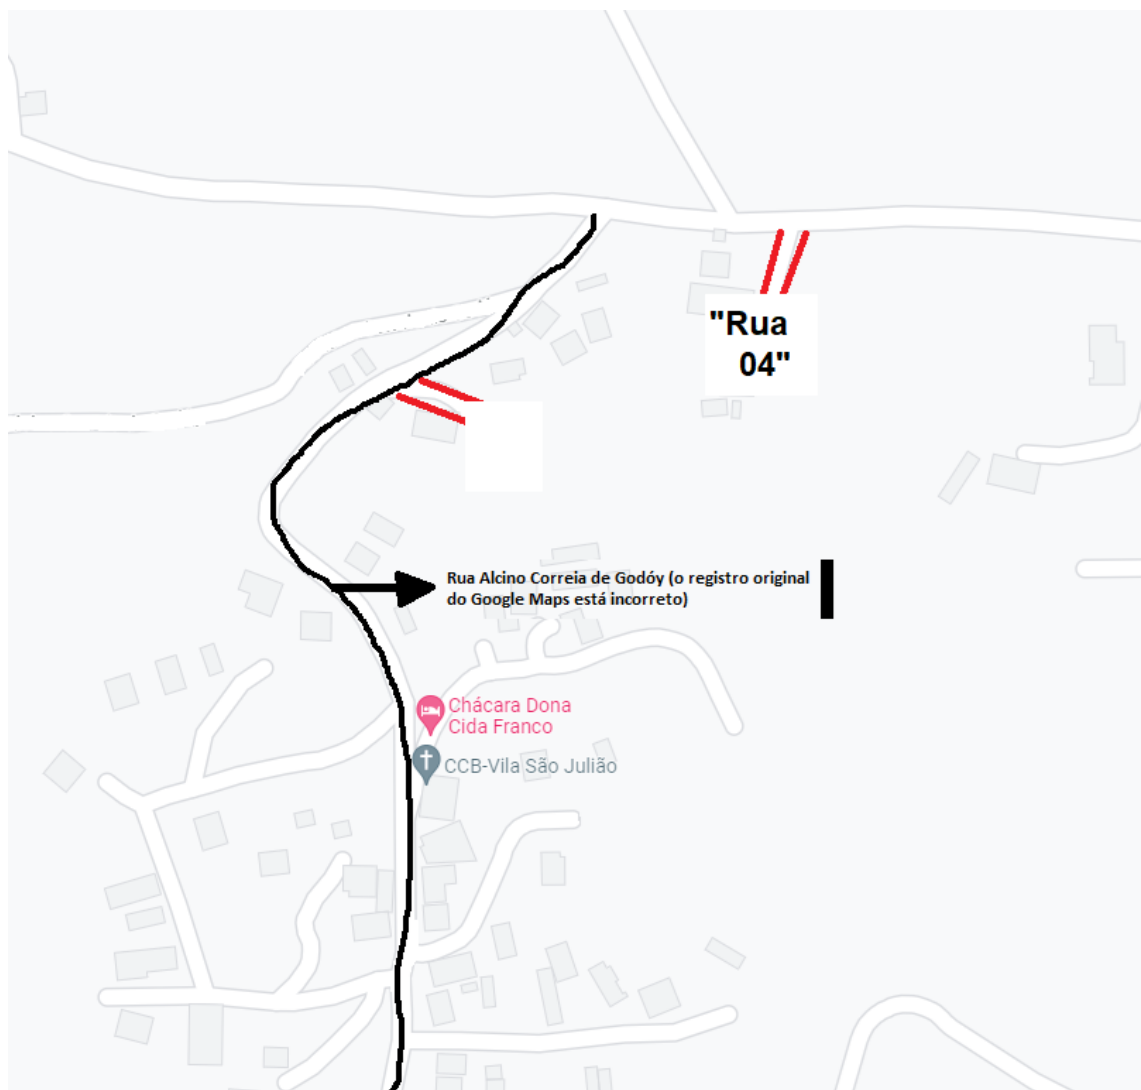 "Rua
04"
Rua Alcino Correia de Godóy (o registro original
do Google Maps está incorreto)
Chácara Dona
Cida Franco
CCB-Vila São Julião